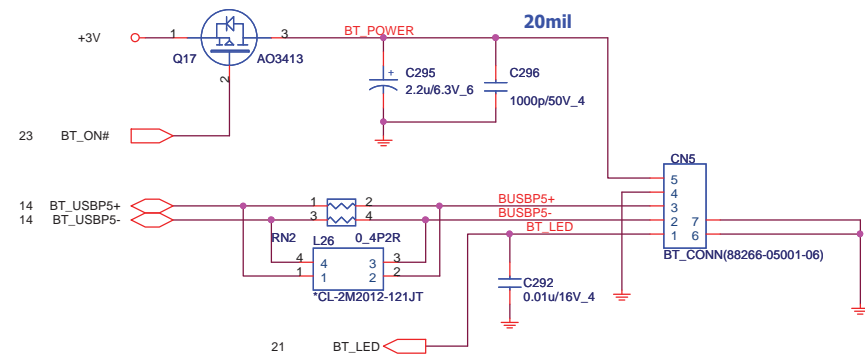 20mil
BT_POWER
+3V
1
3
Q17
AO3413
2
C295
2.2u/6.3V_6
+
C296
1000p/50V_4
23 BT_ON#
CN5
5
4
3
2
1
7
6
BT_CONN(88266-05001-06)
14 BT_USBP5+
14 BT_USBP5-
1 2
3 4
BUSBP5+
BUSBP5-
BT_LED
RN2
0_4P2R
L26
4 4 3 3
1 1 2 2
*CL-2M2012-121JT
C292
0.01u/16V_4
21 BT_LED